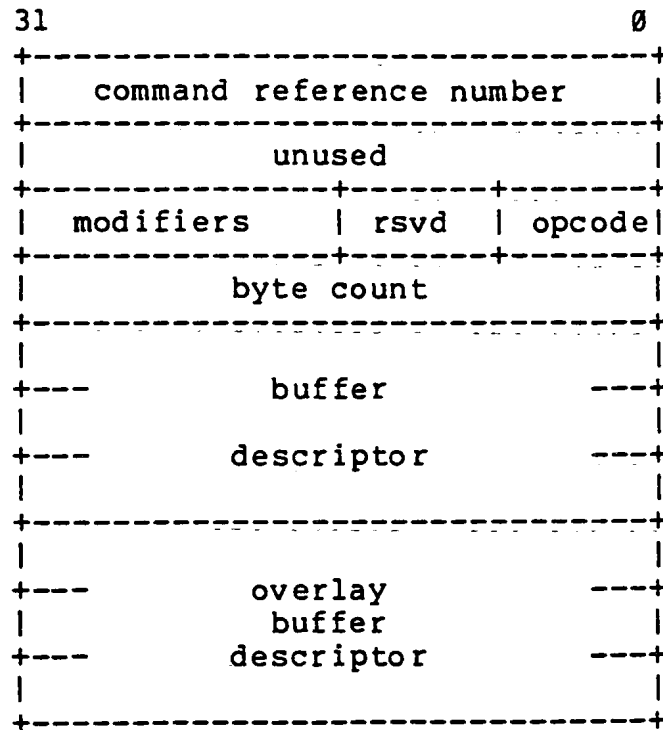 31 0
command reference number
unused
modifiers | rsvd | opcode
byte count
buffer
descriptor
overlay
buffer
descriptor